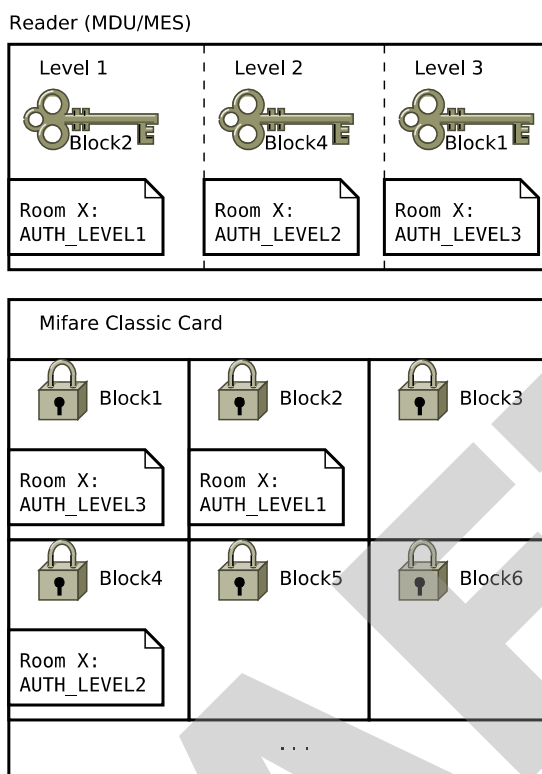 Reader (MDU/MES)
Level 1
Level 2
Level 3
Block2
Block4
Block1
Room X:
AUTH_LEVEL1
Room X:
AUTH_LEVEL2
Room X:
AUTH_LEVEL3
Mifare Classic Card
Block1
Block2
Block3
Room X:
AUTH_LEVEL3
Room X:
AUTH_LEVEL1
Block4
Block5
Block6
Room X:
AUTH_LEVEL2
...